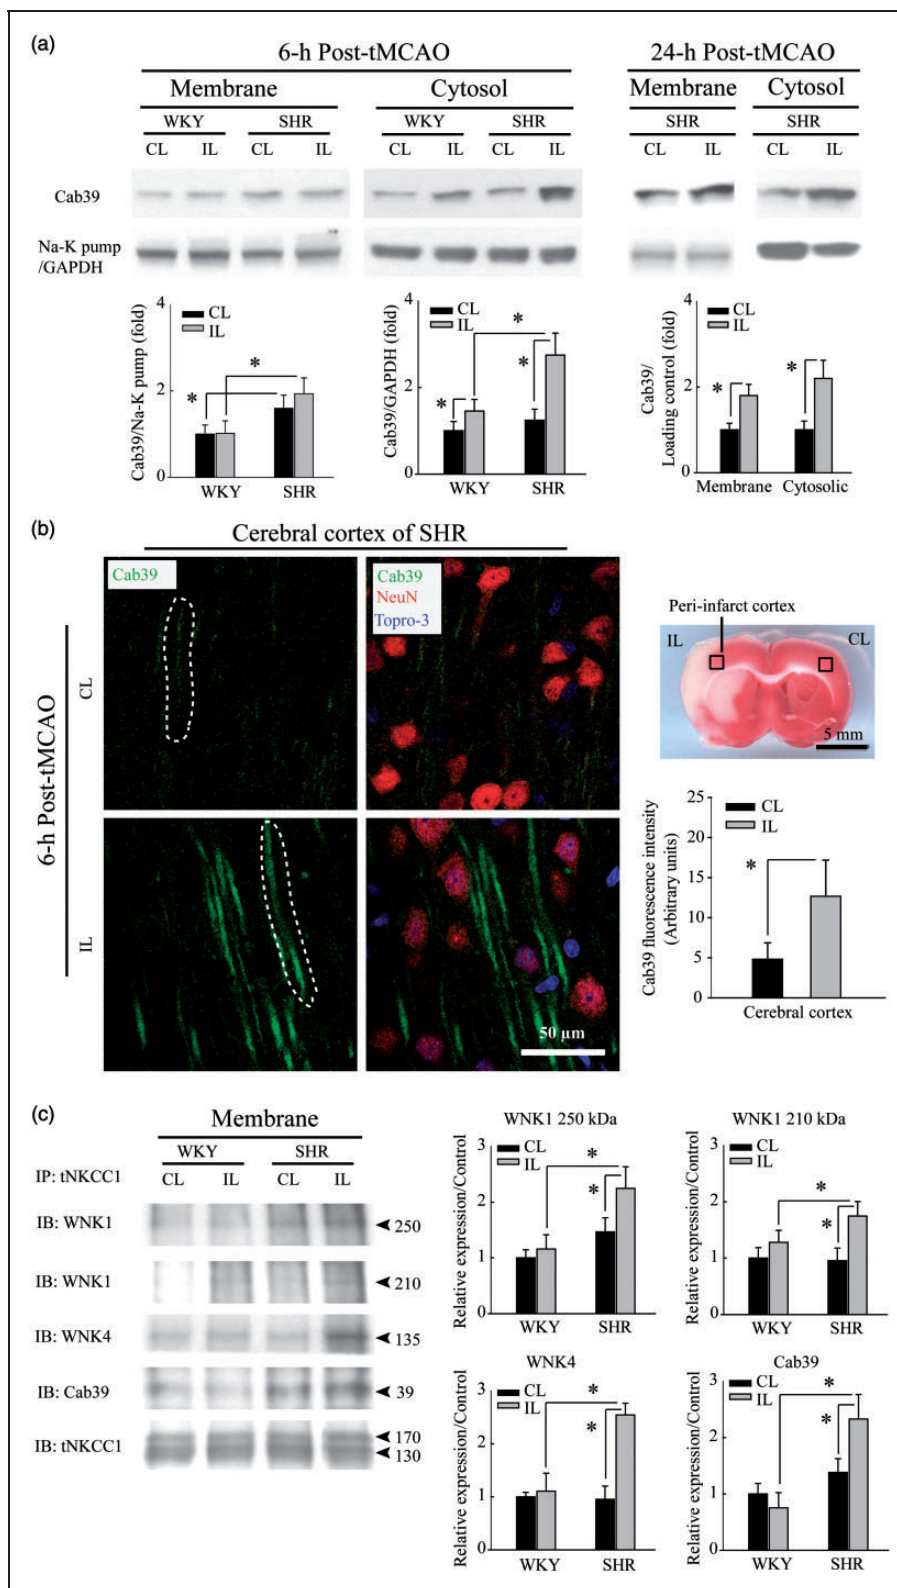 (a)
6-h Post-tMCAO
24-h Post-tMCAO
Membrane
Cytosol
Membrane
Cytosol
WKY
SHR
WKY
SHR
SHR
SHR
CL IL CL IL
CL IL CL IL
CL IL
CL IL
Cab39
Na-K pump
/GAPDH
Cab39/Na-K pump (fold)
4
2
0
CL
IL
*
*
WKY
SHR
Cab39/GAPDH (fold)
4
2
0
CL
IL
*
*
*
WKY
SHR
Cab39/
Loading control (fold)
4
2
0
CL
IL
*
*
Membrane
Cytosolic
(b)
Cerebral cortex of SHR
6-h Post-tMCAO
CL
IL
Cab39
Cab39
NeuN
Topro-3
50 µm
Peri-infarct cortex
IL
CL
5 mm
Cab39 fluorescence intensity
(Arbitrary units)
25
20
15
10
5
0
CL
IL
*
Cerebral cortex
(c)
Membrane
WKY
SHR
IP: tNKCC1
CL IL CL IL
IB: WNK1
250
IB: WNK1
210
IB: WNK4
135
IB: Cab39
39
IB: tNKCC1
170
130
WNK1 250 kDa
Relative expression/Control
3
2
1
0
CL
IL
*
*
WKY
SHR
WNK1 210 kDa
Relative expression/Control
3
2
1
0
CL
IL
*
*
WKY
SHR
WNK4
Relative expression/Control
3
2
1
0
CL
IL
*
*
WKY
SHR
Cab39
Relative expression/Control
3
2
1
0
CL
IL
*
*
WKY
SHR